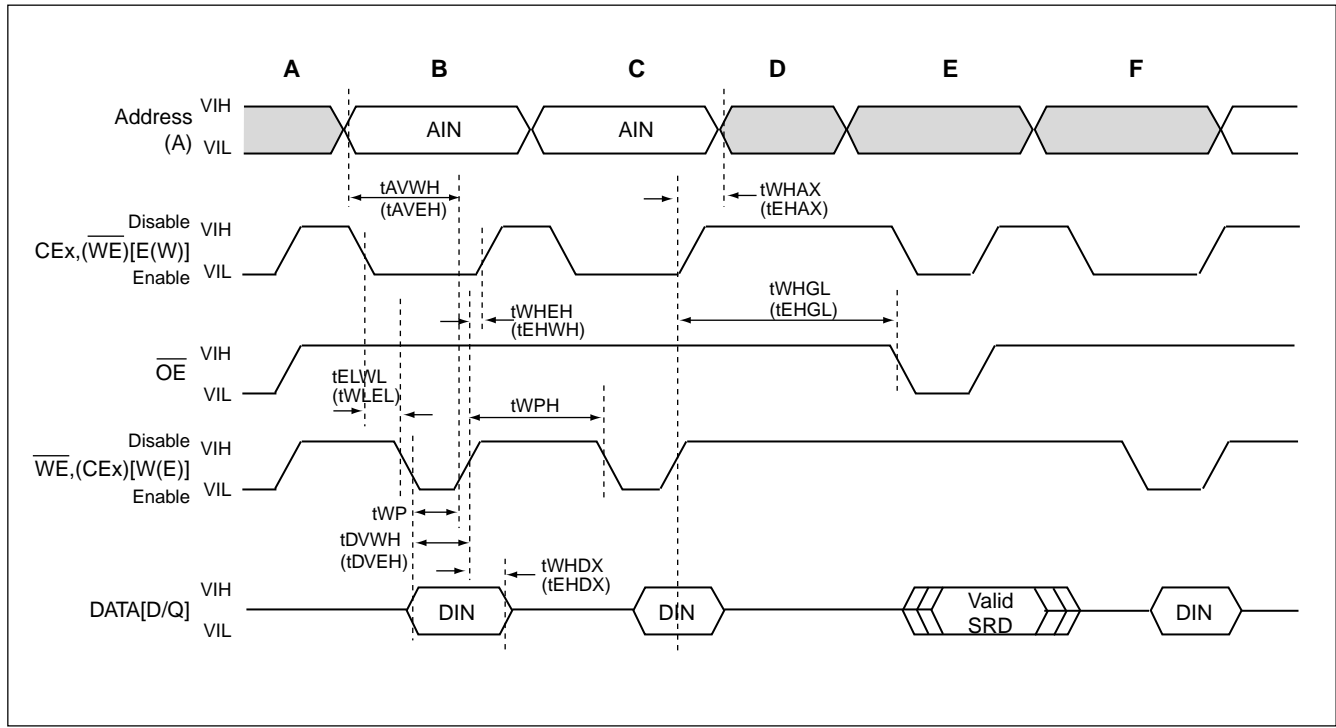 A B C D E F
Address
(A)
VIH
VIL
AIN AIN
tAVWH
(tAVEH)
tWHAX
(tEHAX)
Disable
CEx,(WE)[E(W)]
Enable
VIH
VIL
tWHEH
(tEHWH)
tWHGL
(tEHGL)
OE
VIH
VIL
tELWL
(tWLEL)
tWPH
Disable
WE,(CEx)[W(E)]
Enable
VIH
VIL
tWP
tDVWH
(tDVEH)
tWHDX
(tEHDX)
DATA[D/Q]
VIH
VIL
DIN DIN Valid
SRD DIN